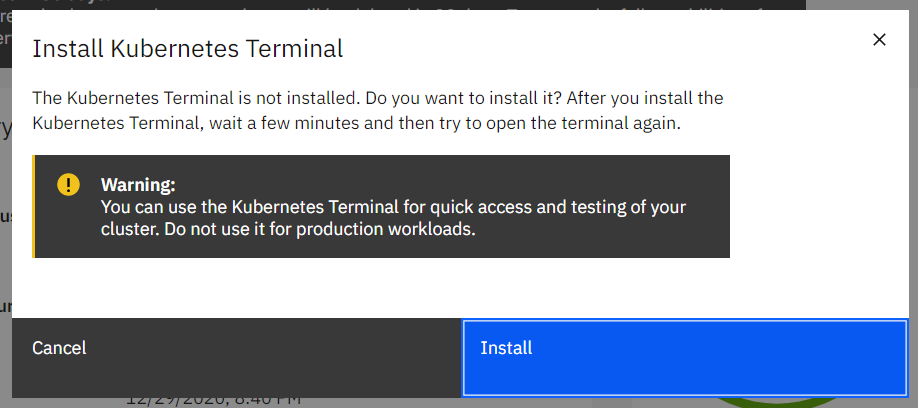 Install Kubernetes Terminal
The Kubernetes Terminal is not installed. Do you want to install it? After you install the
Kubernetes Terminal, wait a few minutes and then try to open the terminal again.
Warning:
You can use the Kubernetes Terminal for quick access and testing of your
cluster. Do not use it for production workloads.
Cancel
Install
12/29/2020, 8:40 PM